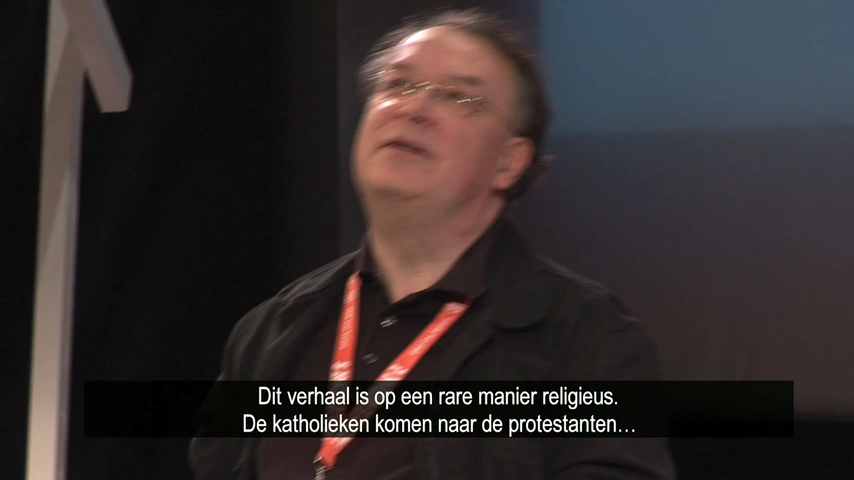 Dit verhaal is op een rare manier religieus.
De katholieken komen naar de protestanten…